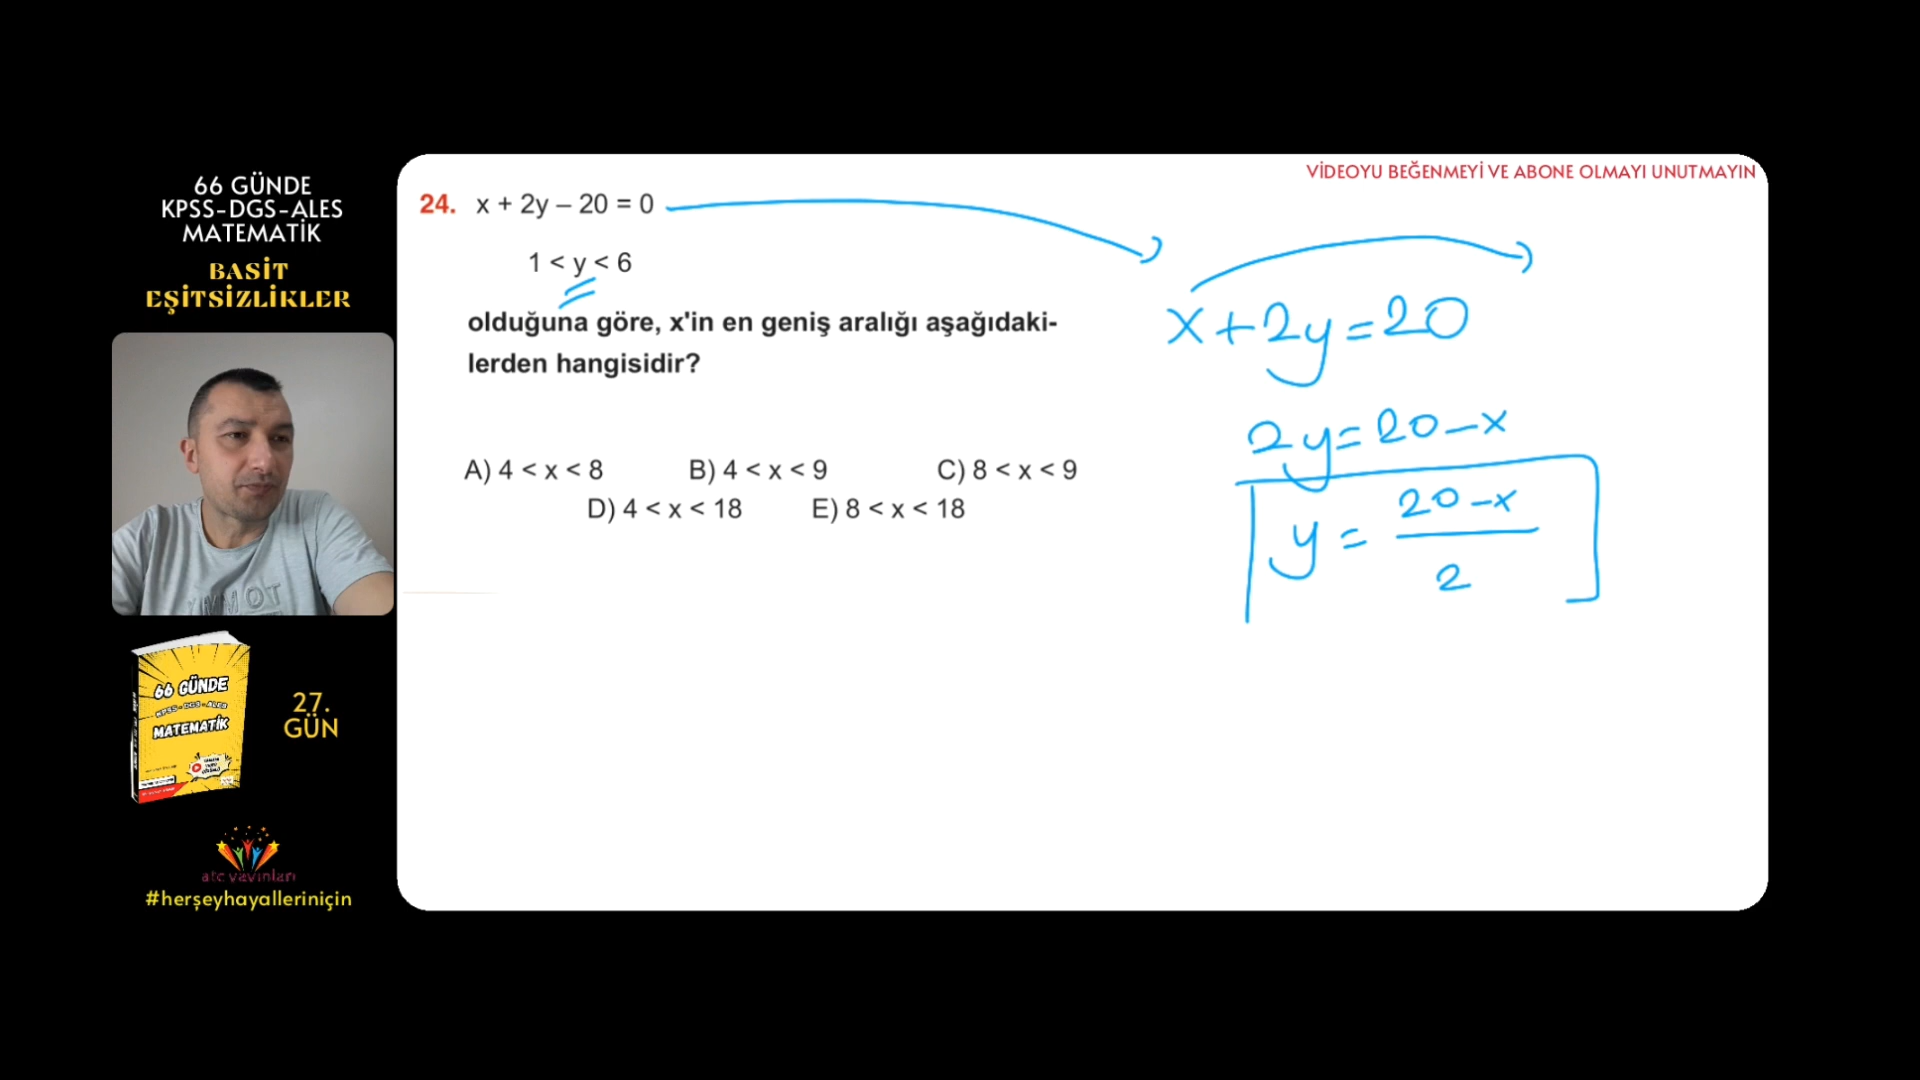 66 GÜNDE
KPSS-DGS-ALES
MATEMATİK
BASİT
EŞİTSİZLİKLER
VİDEOYU BEĞENMEYİ VE ABONE OLMAYI UNUTMAYIN
24. x + 2y – 20 = 0
1 < y < 6
olduğuna göre, x'in en geniş aralığı aşağıdaki-
lerden hangisidir?
A) 4 < x < 8 B) 4 < x < 9 C) 8 < x < 9
D) 4 < x < 18 E) 8 < x < 18
x+2y=20
2y=20-x
y = 20-x
2
66 GÜNDE
KPSS-DGS-ALES
MATEMATİK
27.
GÜN
atc yayınları
#herşeyhayalleriniçin